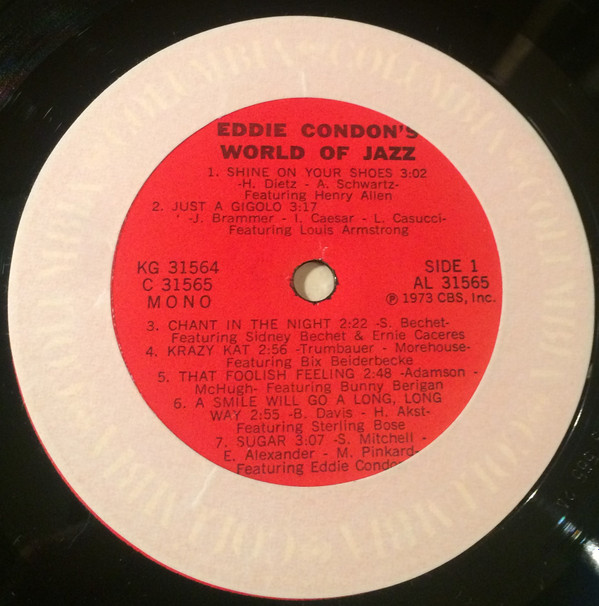 COLUMBIA COLUMBIA
EDDIE CONDON'S
WORLD OF JAZZ
1. SHINE ON YOUR SHOES 3:02
-H. Dietz - A. Schwartz-
Featuring Henry Allen
2. JUST A GIGOLO 3:17
-J. Brammer - I. Caesar - L. Casucci-
Featuring Louis Armstrong
KG 31564
C 31565
MONO
SIDE 1
AL 31565
℗ 1973 CBS, Inc.
3. CHANT IN THE NIGHT 2:22 -S. Bechet-
Featuring Sidney Bechet & Ernie Caceres
4. KRAZY KAT 2:56 -Trumbauer - Morehouse-
Featuring Bix Beiderbecke
5. THAT FOOLISH FEELING 2:48 -Adamson -
McHugh- Featuring Bunny Berigan
6. A SMILE WILL GO A LONG, LONG
WAY 2:55 -B. Davis - H. Akst-
Featuring Sterling Bose
7. SUGAR 3:07 -S. Mitchell -
E. Alexander - M. Pinkard-
Featuring Eddie Condo